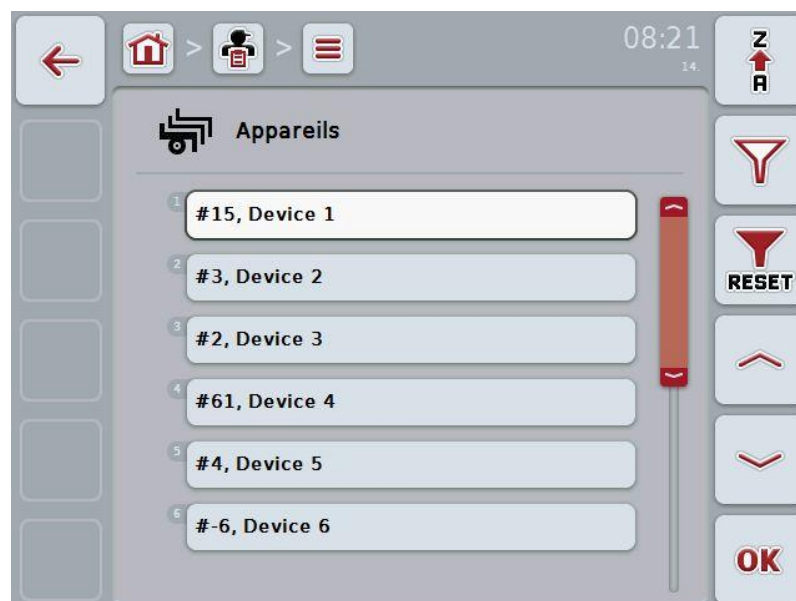 > >
08:21
14.
Z
A
Appareils
1
#15, Device 1
2
#3, Device 2
RESET
3
#2, Device 3
4
#61, Device 4
5
#4, Device 5
6
#-6, Device 6
OK